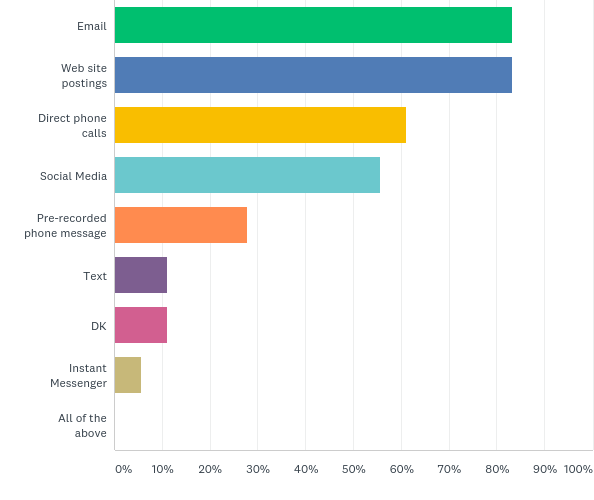 Email
Web site
postings
Direct phone
calls
Social Media
Pre-recorded
phone message
Text
DK
Instant
Messenger
All of the
above
0% 10% 20% 30% 40% 50% 60% 70% 80% 90% 100%